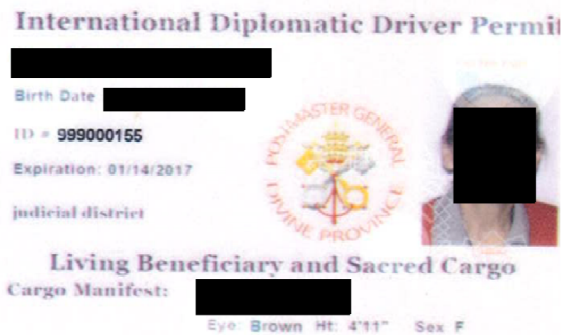 International Diplomatic Driver Permit
Birth Date
ID = 999000155
Expiration: 01/14/2017
judicial district
POSTMASTER GENERAL
DIVINE PROVINCE
Living Beneficiary and Sacred Cargo
Cargo Manifest:
Eye: Brown Ht: 4'11" Sex F